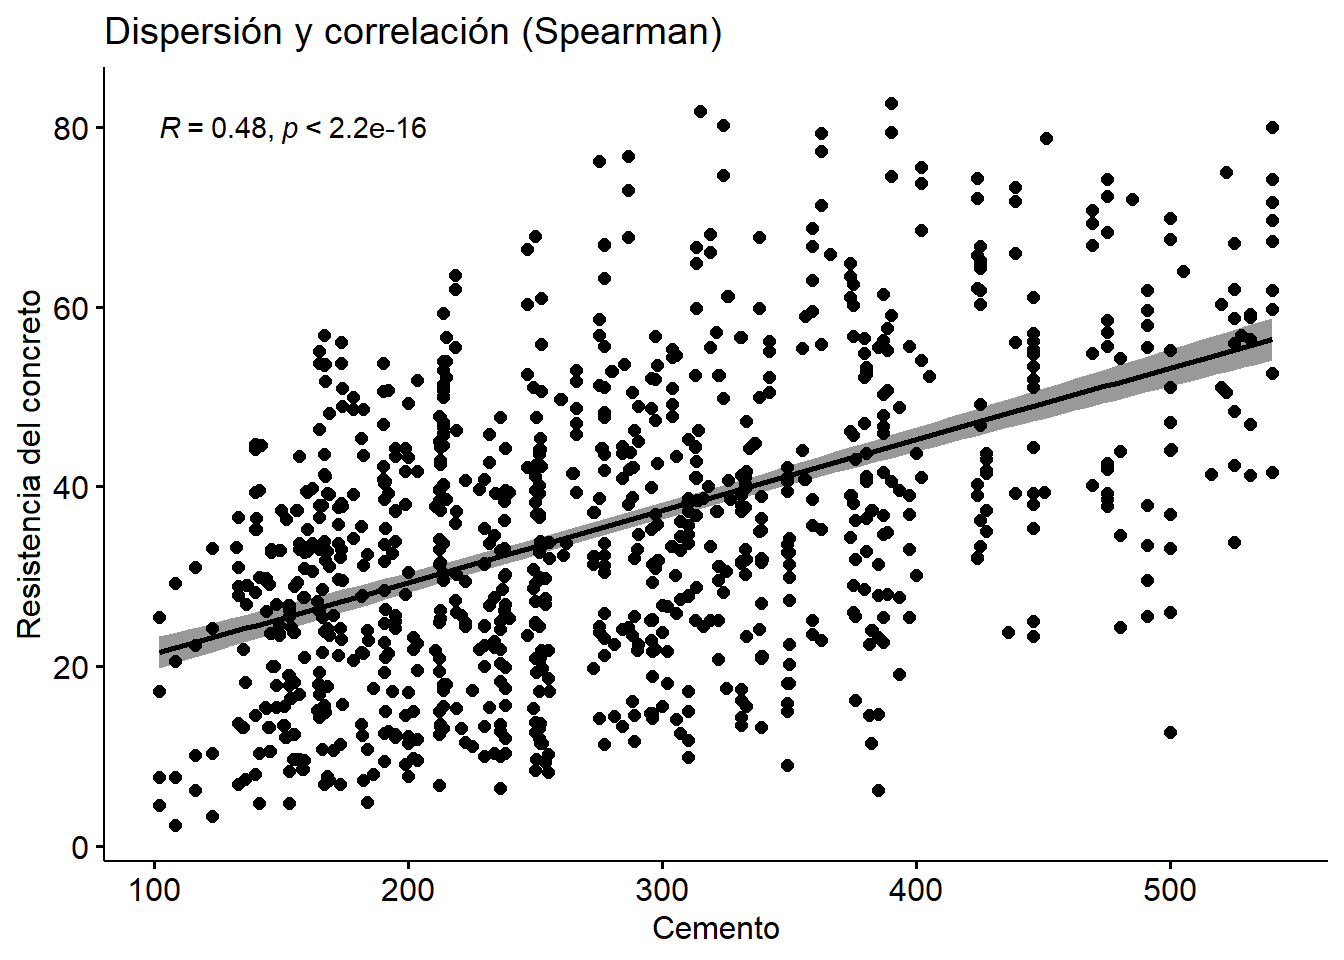 Dispersión y correlación (Spearman)
R = 0.48, p < 2.2e-16
80
60
40
20
0
Resistencia del concreto
100 200 300 400 500
Cemento